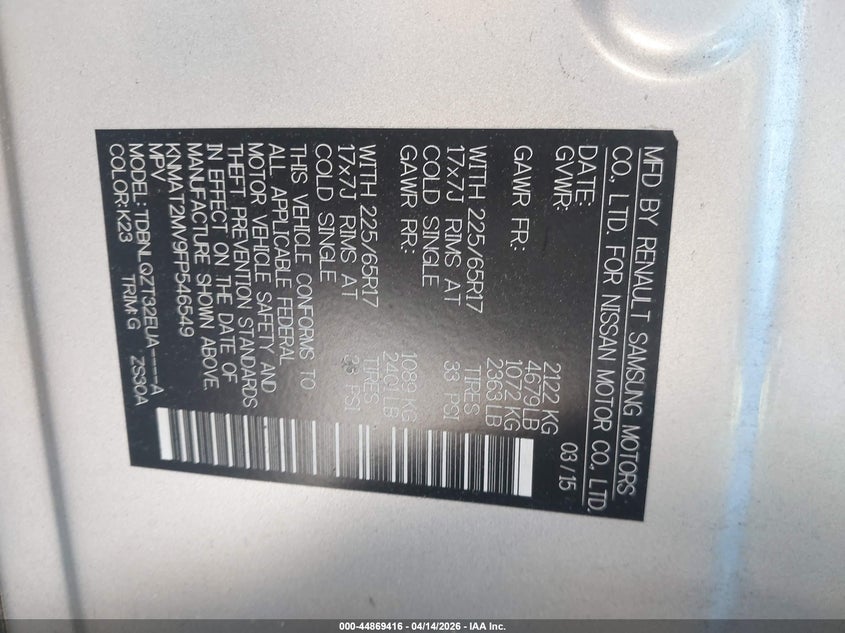 MFD BY RENAULT SAMSUNG MOTORS
CO., LTD. FOR NISSAN MOTOR CO., LTD.
DATE: 03/15
GVWR: 2122 KG
4679 LB
GAWR FR: 1072 KG
2363 LB
WITH 225/65R17 TIRES
17x7J RIMS AT 33 PSI
COLD SINGLE
GAWR RR: 1089 KG
2401 LB
WITH 225/65R17 TIRES
17x7J RIMS AT PSI
COLD SINGLE
THIS VEHICLE CONFORMS TO
ALL APPLICABLE FEDERAL
MOTOR VEHICLE SAFETY AND
THEFT PREVENTION STANDARDS
IN EFFECT ON THE DATE OF
MANUFACTURE SHOWN ABOVE.
KNMAT2MV9FP546549
MPV
MODEL: TDBNLQZT32EUA----A
COLOR:K23 TRIM:G ZS30A
000-44869416 - 04/14/2026 - IAA Inc.